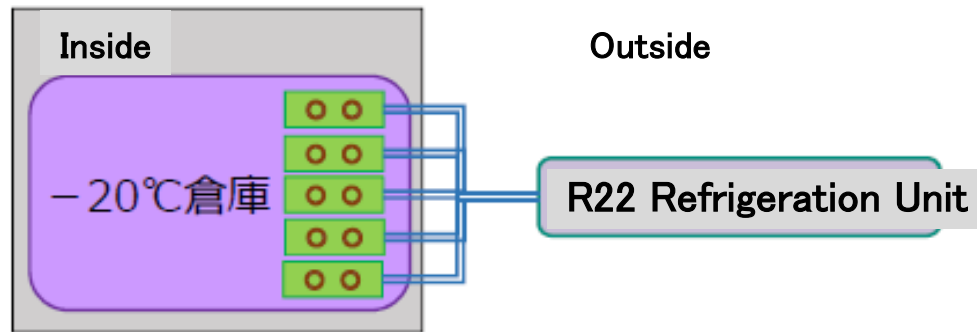 Inside
Outside
－20℃倉庫
R22 Refrigeration Unit